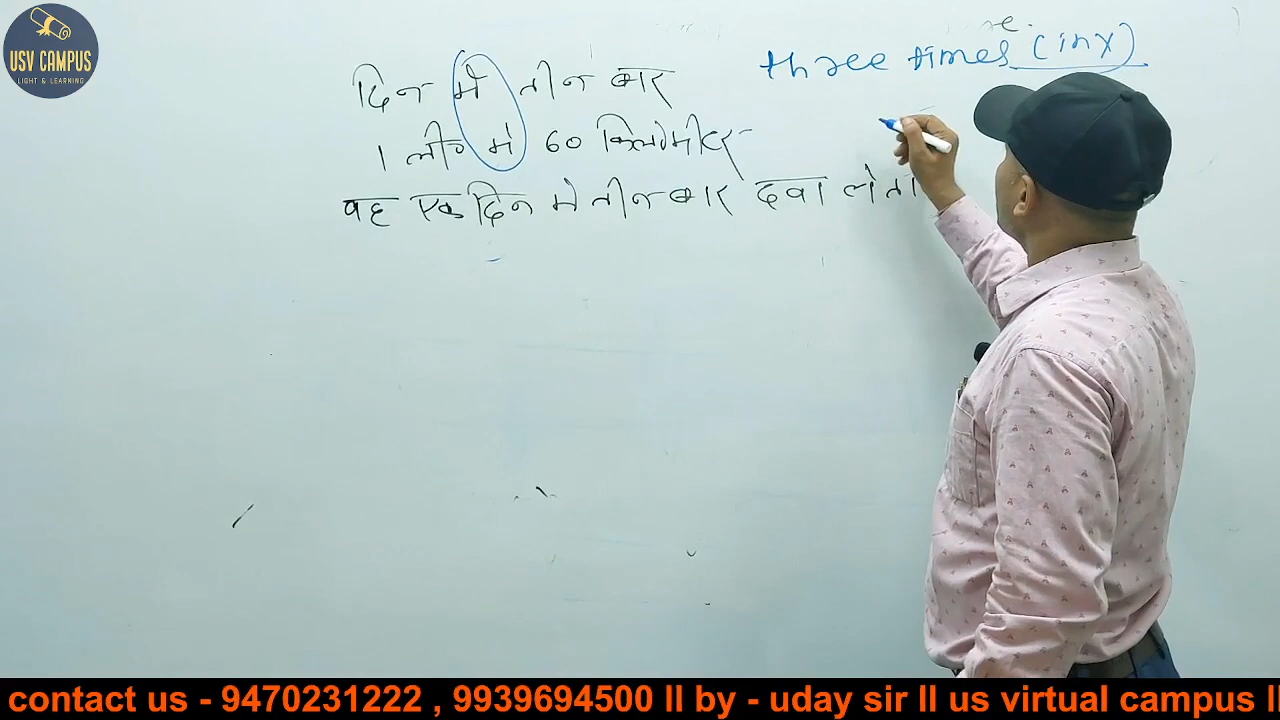 USV CAMPUS
LIGHT & LEARNING
दिन में तीन बार
three times (in X)
1 लीo में 60 किलोमीटर
वह एक दिन में तीन बार दवा लेता
contact us - 9470231222 , 9939694500 ll by - uday sir ll us virtual campus ll